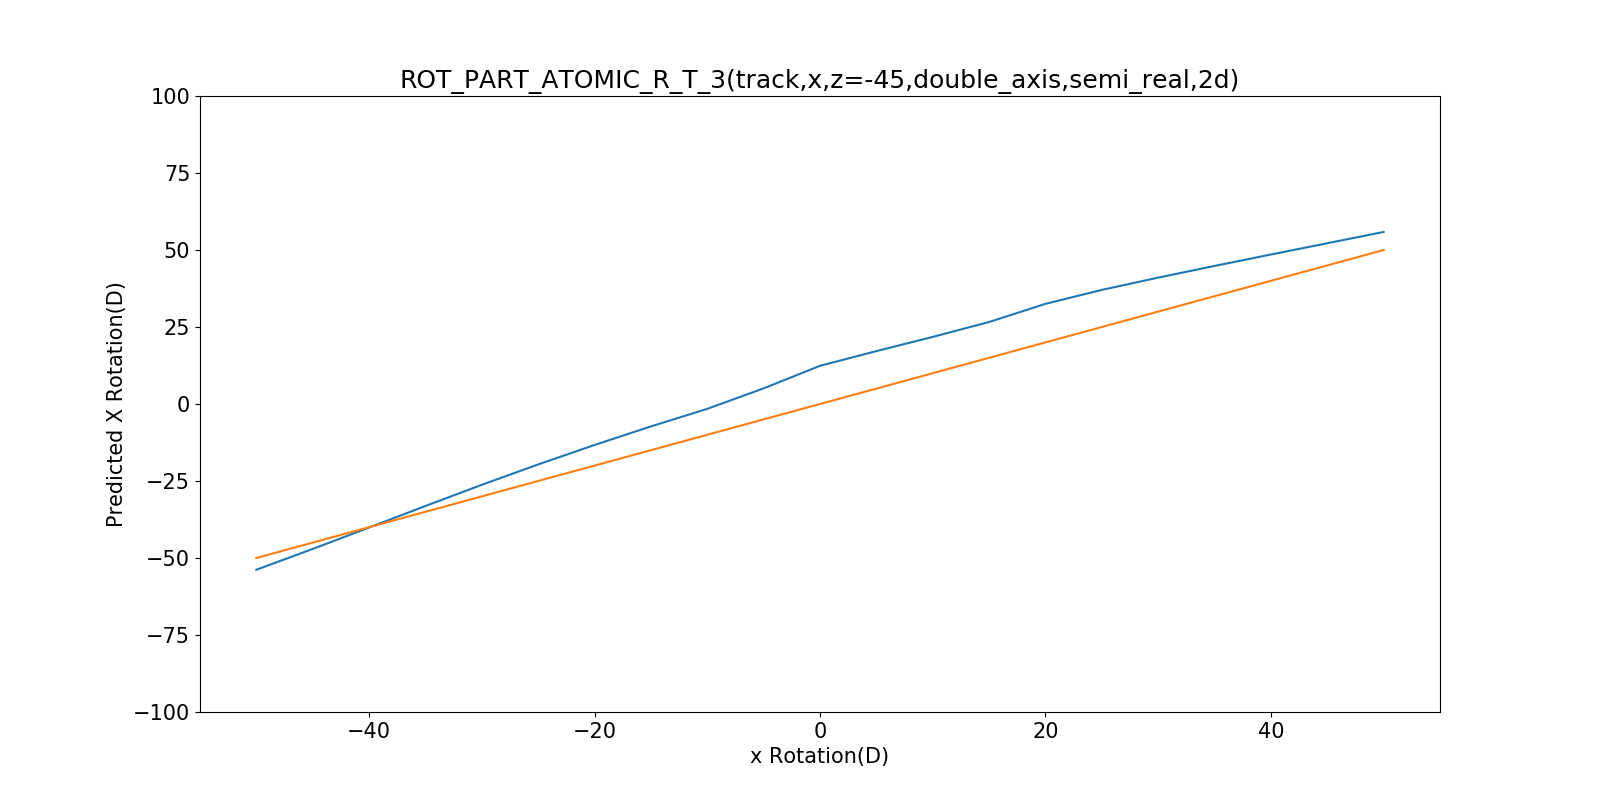 ROT_PART_ATOMIC_R_T_3(track,x,z=-45,double_axis,semi_real,2d)
100
75
50
25
0
−25
−50
−75
−100
Predicted X Rotation(D)
−40 −20 0 20 40
x Rotation(D)